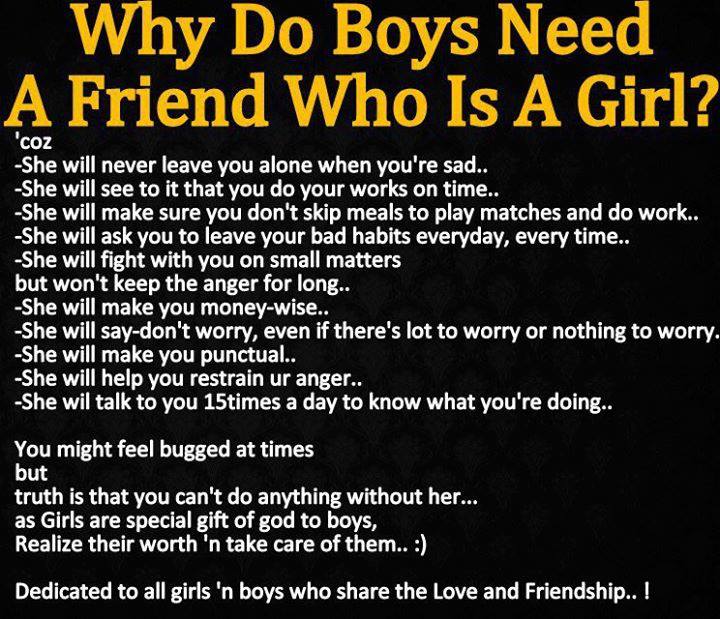 Why Do Boys Need
A Friend Who Is A Girl?
'coz
-She will never leave you alone when you're sad..
-She will see to it that you do your works on time..
-She will make sure you don't skip meals to play matches and do work..
-She will ask you to leave your bad habits everyday, every time..
-She will fight with you on small matters
but won't keep the anger for long..
-She will make you money-wise..
-She will say-don't worry, even if there's lot to worry or nothing to worry.
-She will make you punctual..
-She will help you restrain ur anger..
-She wil talk to you 15times a day to know what you're doing..
You might feel bugged at times
but
truth is that you can't do anything without her...
as Girls are special gift of god to boys,
Realize their worth 'n take care of them.. :)
Dedicated to all girls 'n boys who share the Love and Friendship.. !